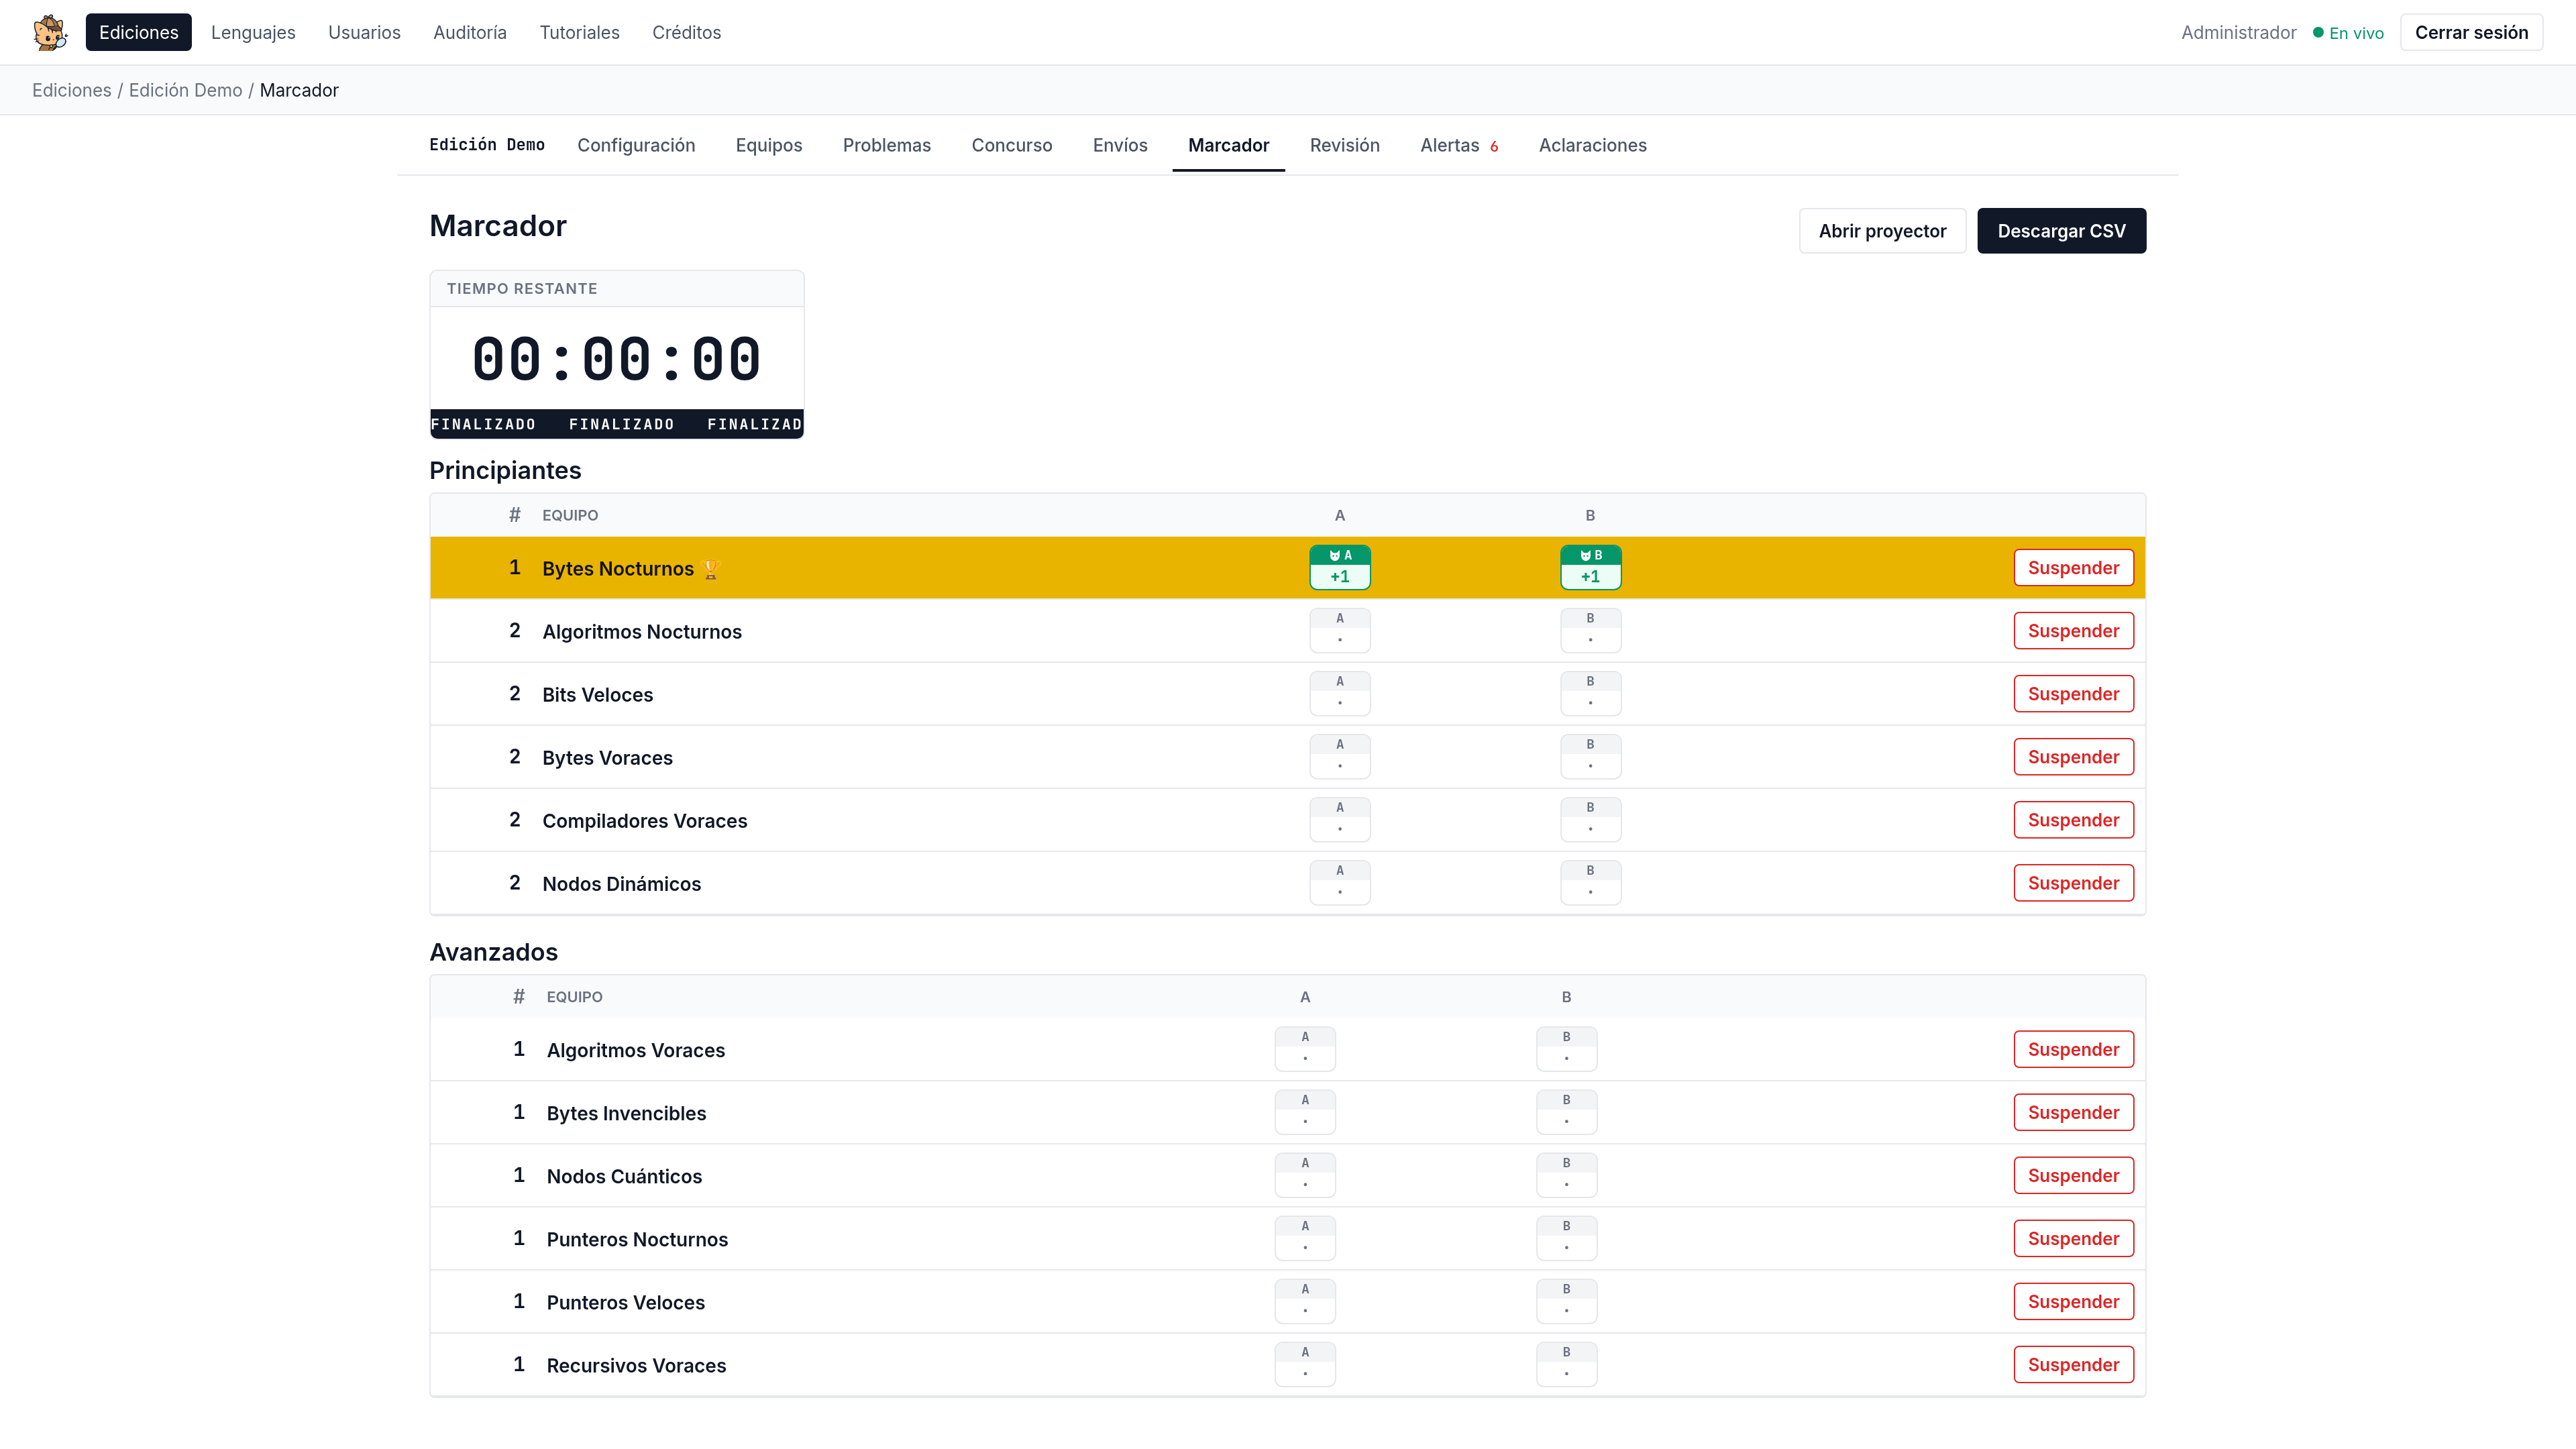 Ediciones Lenguajes Usuarios Auditoría Tutoriales Créditos Administrador En vivo Cerrar sesión
Ediciones / Edición Demo / Marcador
Edición Demo Configuración Equipos Problemas Concurso Envíos Marcador Revisión Alertas 6 Aclaraciones
Marcador Abrir proyector Descargar CSV
TIEMPO RESTANTE
00:00:00
FINALIZADO FINALIZADO FINALIZAD
Principiantes
# EQUIPO A B
1 Bytes Nocturnos 🏆 A +1 B +1 Suspender
2 Algoritmos Nocturnos A · B · Suspender
2 Bits Veloces A · B · Suspender
2 Bytes Voraces A · B · Suspender
2 Compiladores Voraces A · B · Suspender
2 Nodos Dinámicos A · B · Suspender
Avanzados
# EQUIPO A B
1 Algoritmos Voraces A · B · Suspender
1 Bytes Invencibles A · B · Suspender
1 Nodos Cuánticos A · B · Suspender
1 Punteros Nocturnos A · B · Suspender
1 Punteros Veloces A · B · Suspender
1 Recursivos Voraces A · B · Suspender